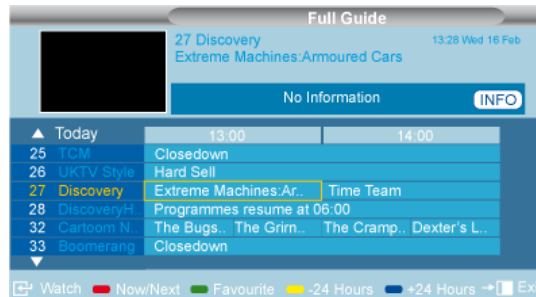 Full Guide
27 Discovery
13:28 Wed 16 Feb
Extreme Machines:Armoured Cars
No Information
INFO
▲ Today 13:00 14:00
25 TCM Closedown
26 UKTV Style Hard Sell
27 Discovery Extreme Machines:Ar.. Time Team
28 DiscoveryH.. Programmes resume at 06:00
32 Cartoom N.. The Bugs.. The Grirn.. The Cramp.. Dexter's L..
33 Boomerang Closedown
▼
Watch Now/Next Favourite -24 Hours +24 Hours Ex